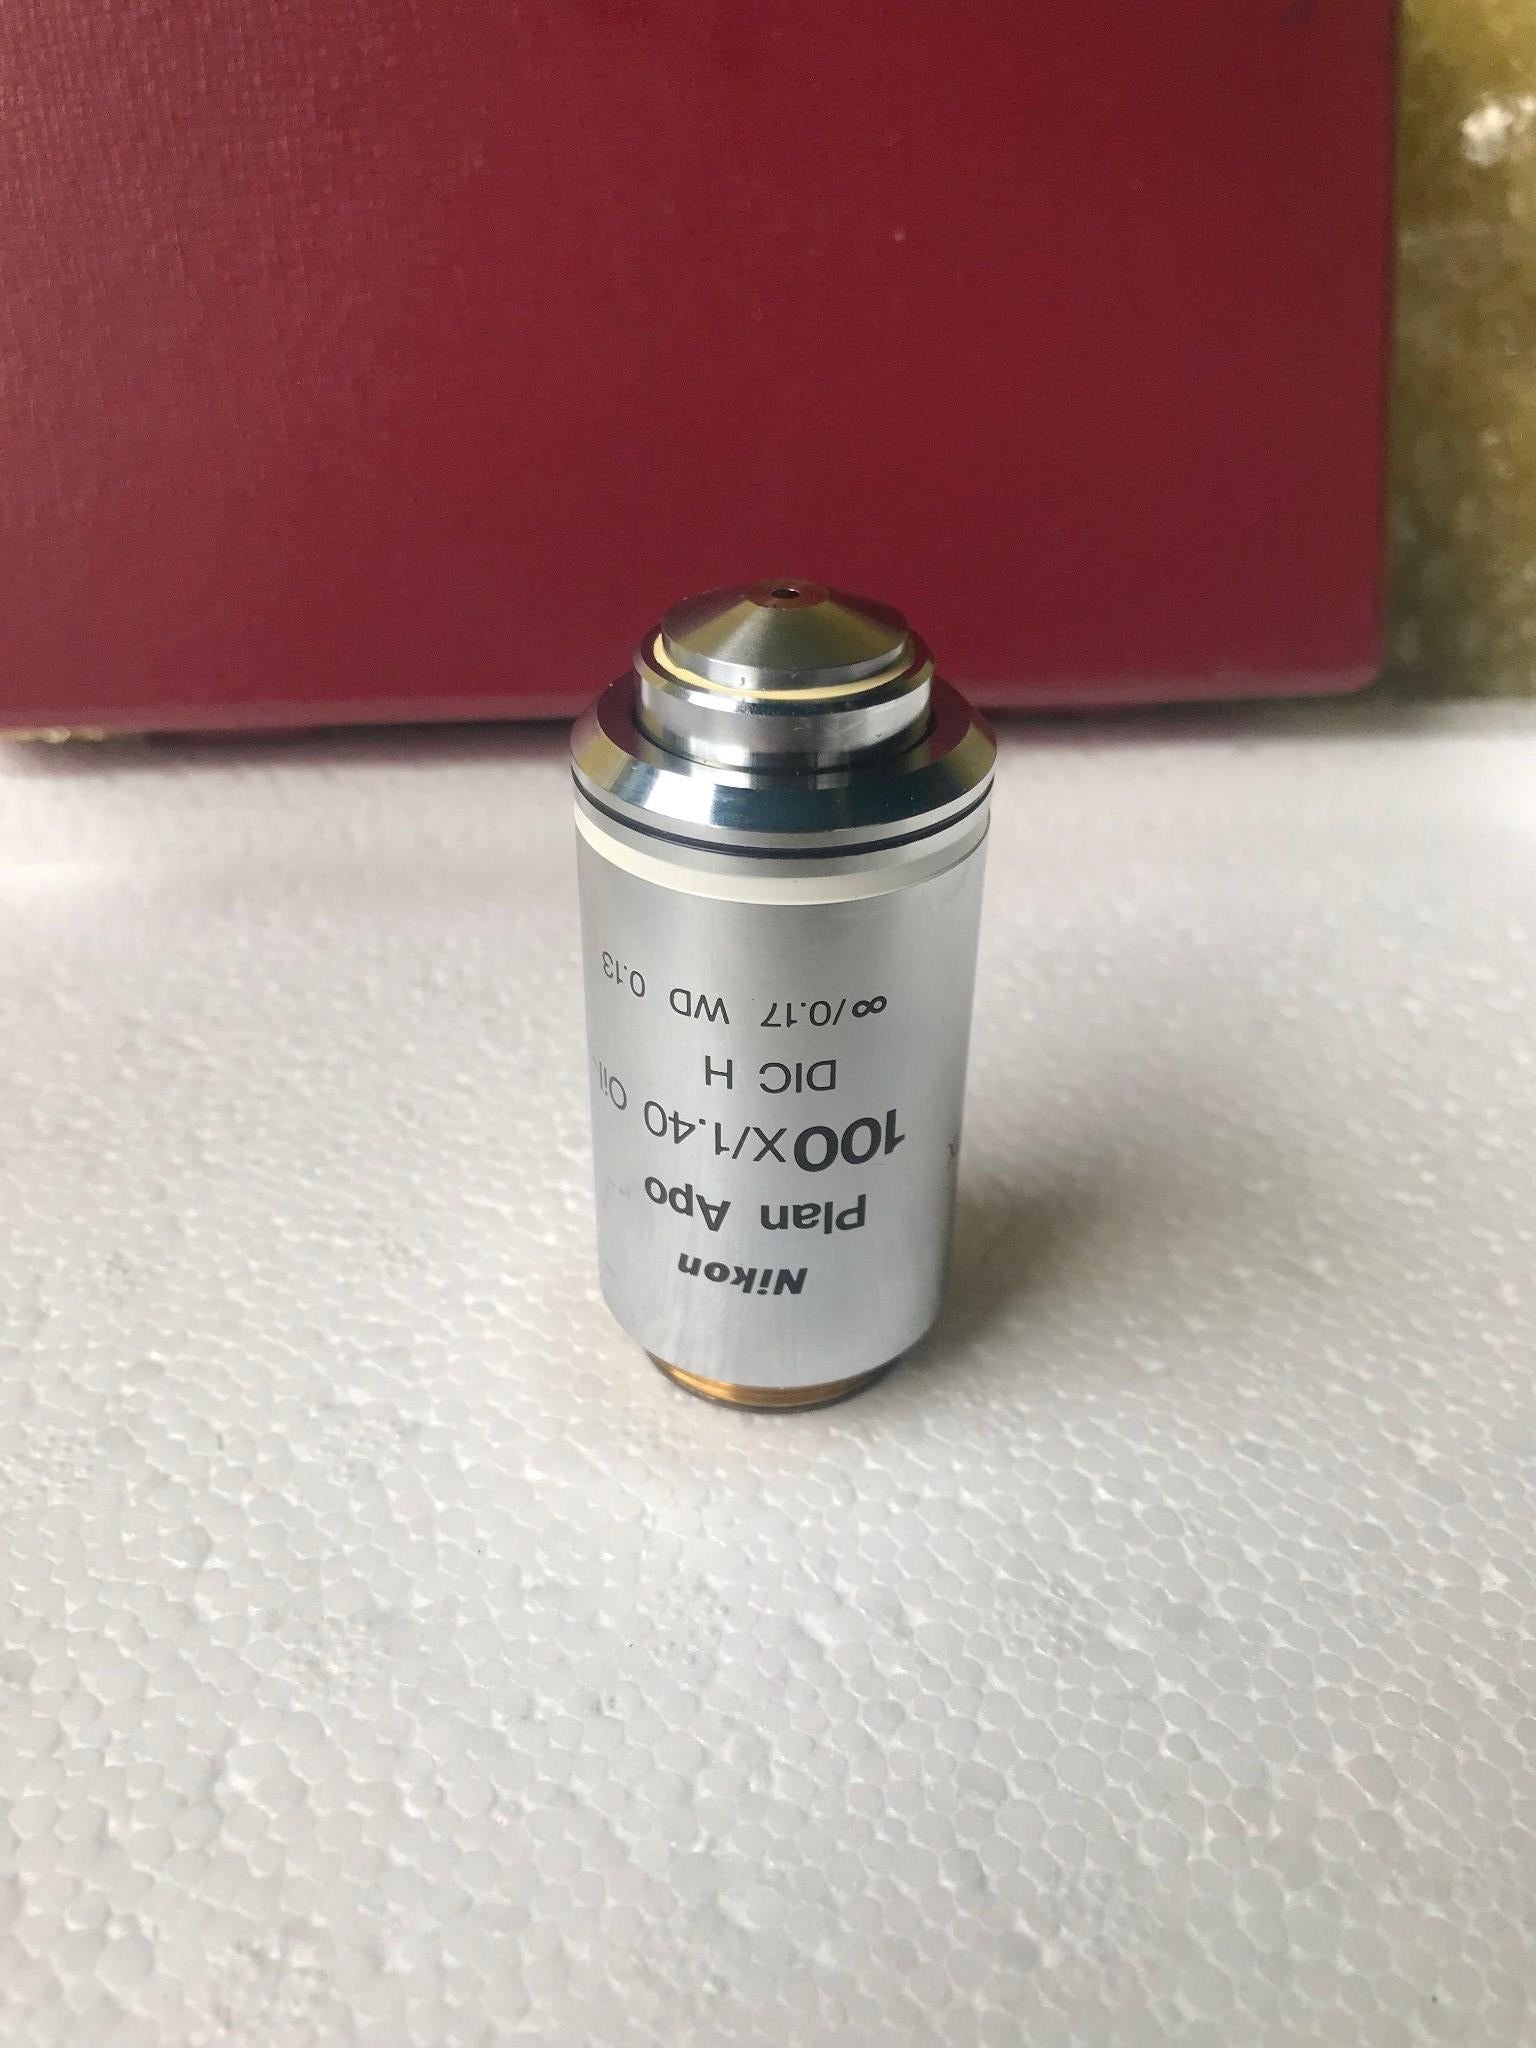 Nikon
Plan Apo
100x/1.40 Oil
DIC H
∞/0.17 WD 0.13